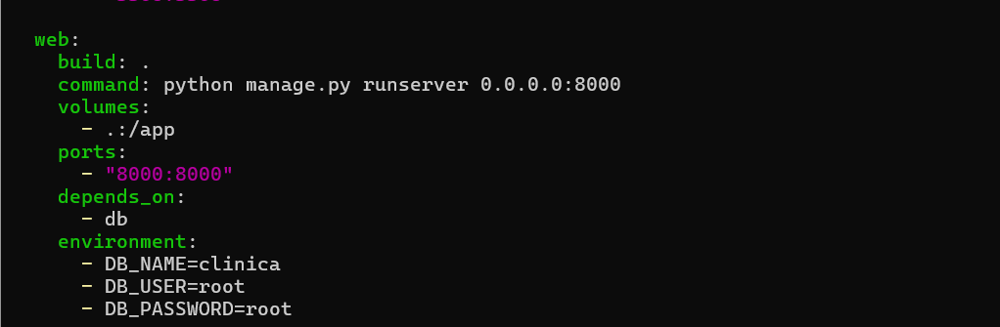 web:
  build: .
  command: python manage.py runserver 0.0.0.0:8000
  volumes:
    - .:/app
  ports:
    - "8000:8000"
  depends_on:
    - db
  environment:
    - DB_NAME=clinica
    - DB_USER=root
    - DB_PASSWORD=root